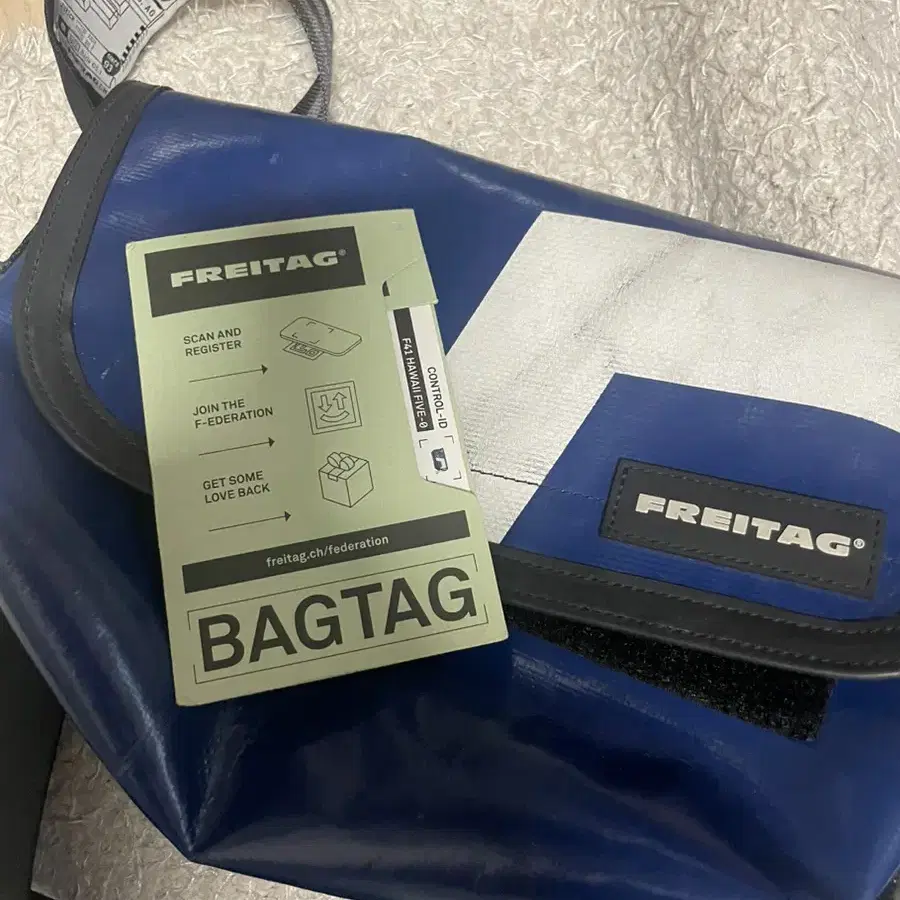 FREITAG®
SCAN AND
REGISTER
JOIN THE
F-EDERATION
GET SOME
LOVE BACK
freitag.ch/federation
BAGTAG
CONTROL-ID
F41 HAWAII FIVE-0
FREITAG®